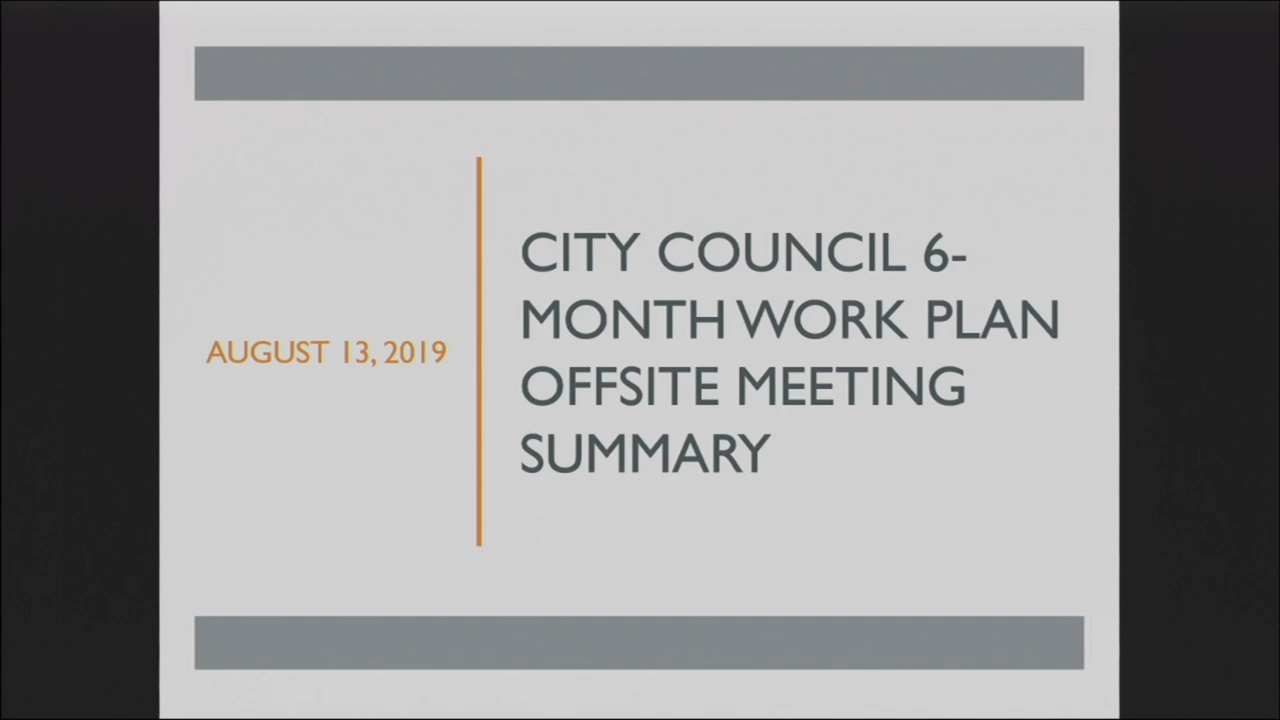 AUGUST 13, 2019
CITY COUNCIL 6-
MONTH WORK PLAN
OFFSITE MEETING
SUMMARY